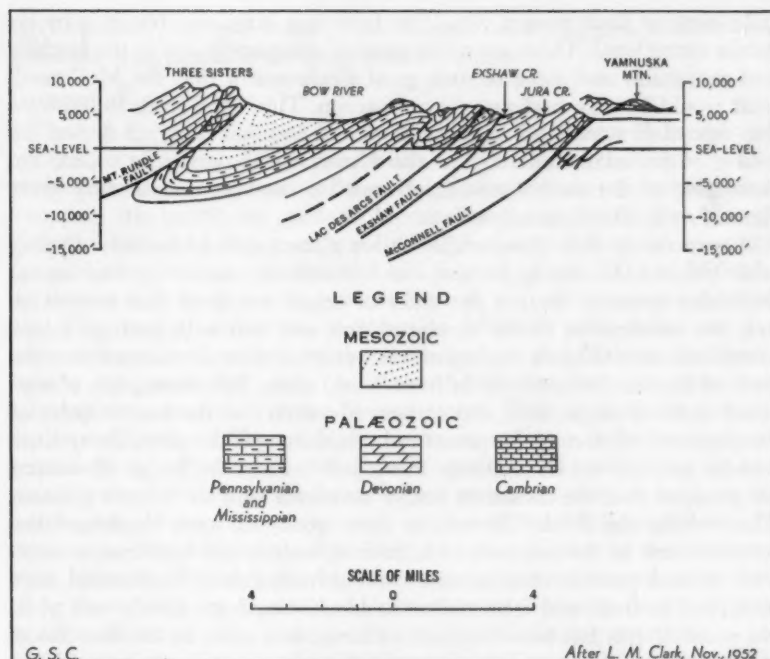 THREE SISTERS
BOW RIVER
EXSHAW CR.
JURA CR.
YAMNUSKA
MTN.
10,000'
5,000'
SEA-LEVEL
-5,000'
-10,000'
-15,000'
10,000'
5,000'
SEA-LEVEL
-5,000'
-10,000'
-15,000'
MT. RUNDLE
FAULT
LAC DES ARCS FAULT
EXSHAW FAULT
McCONNELL FAULT
LEGEND
MESOZOIC
PALÆOZOIC
Pennsylvanian
and
Mississippian
Devonian
Cambrian
SCALE OF MILES
4 0 4
G. S. C.
After L. M. Clark, Nov., 1952